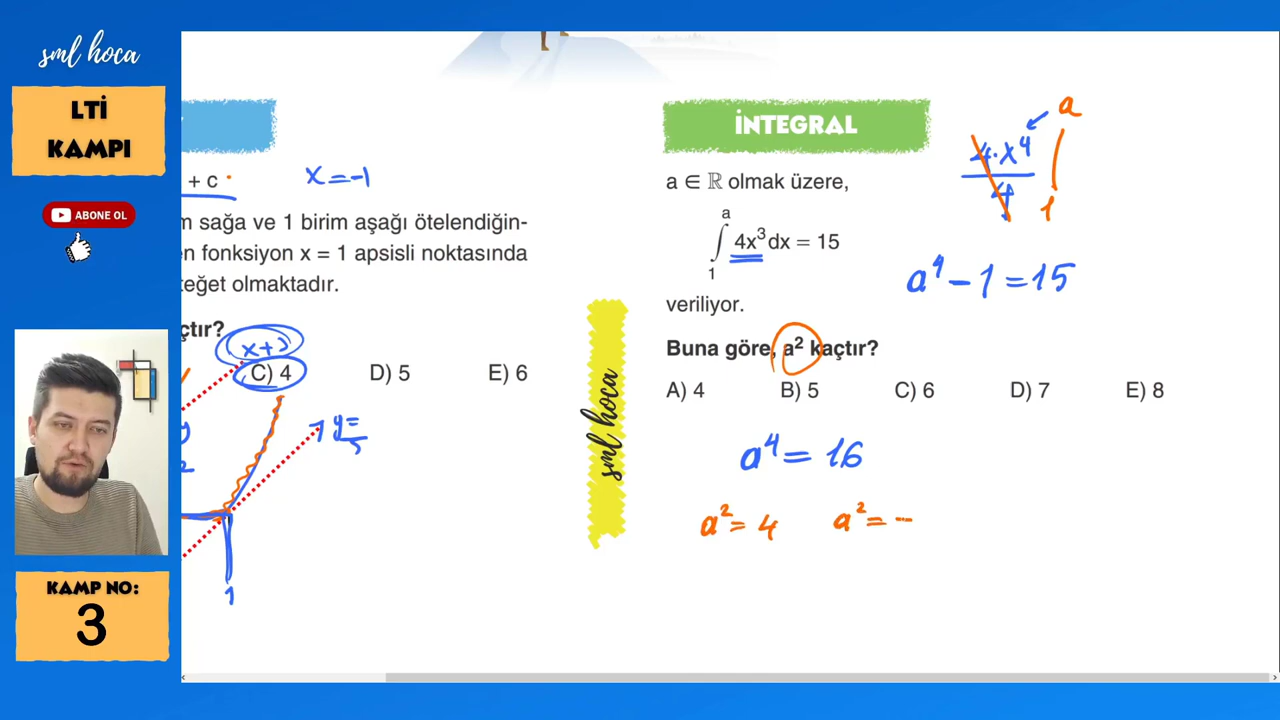 sml hoca
LTİ
KAMPI
ABONE OL
KAMP NO:
3
+ c
x = -1
m sağa ve 1 birim aşağı ötelendiğin-
en fonksiyon x = 1 apsisli noktasında
teğet olmaktadır.
çtır?
C) 4
D) 5
E) 6
y=
1
sml hoca
İNTEGRAL
a ∈ ℝ olmak üzere,
a
∫ 4x³ dx = 15
1
veriliyor.
Buna göre, a² kaçtır?
A) 4
B) 5
C) 6
D) 7
E) 8
a
4·x⁴
4
1
a⁴ - 1 = 15
a⁴ = 16
a² = 4
a² = -